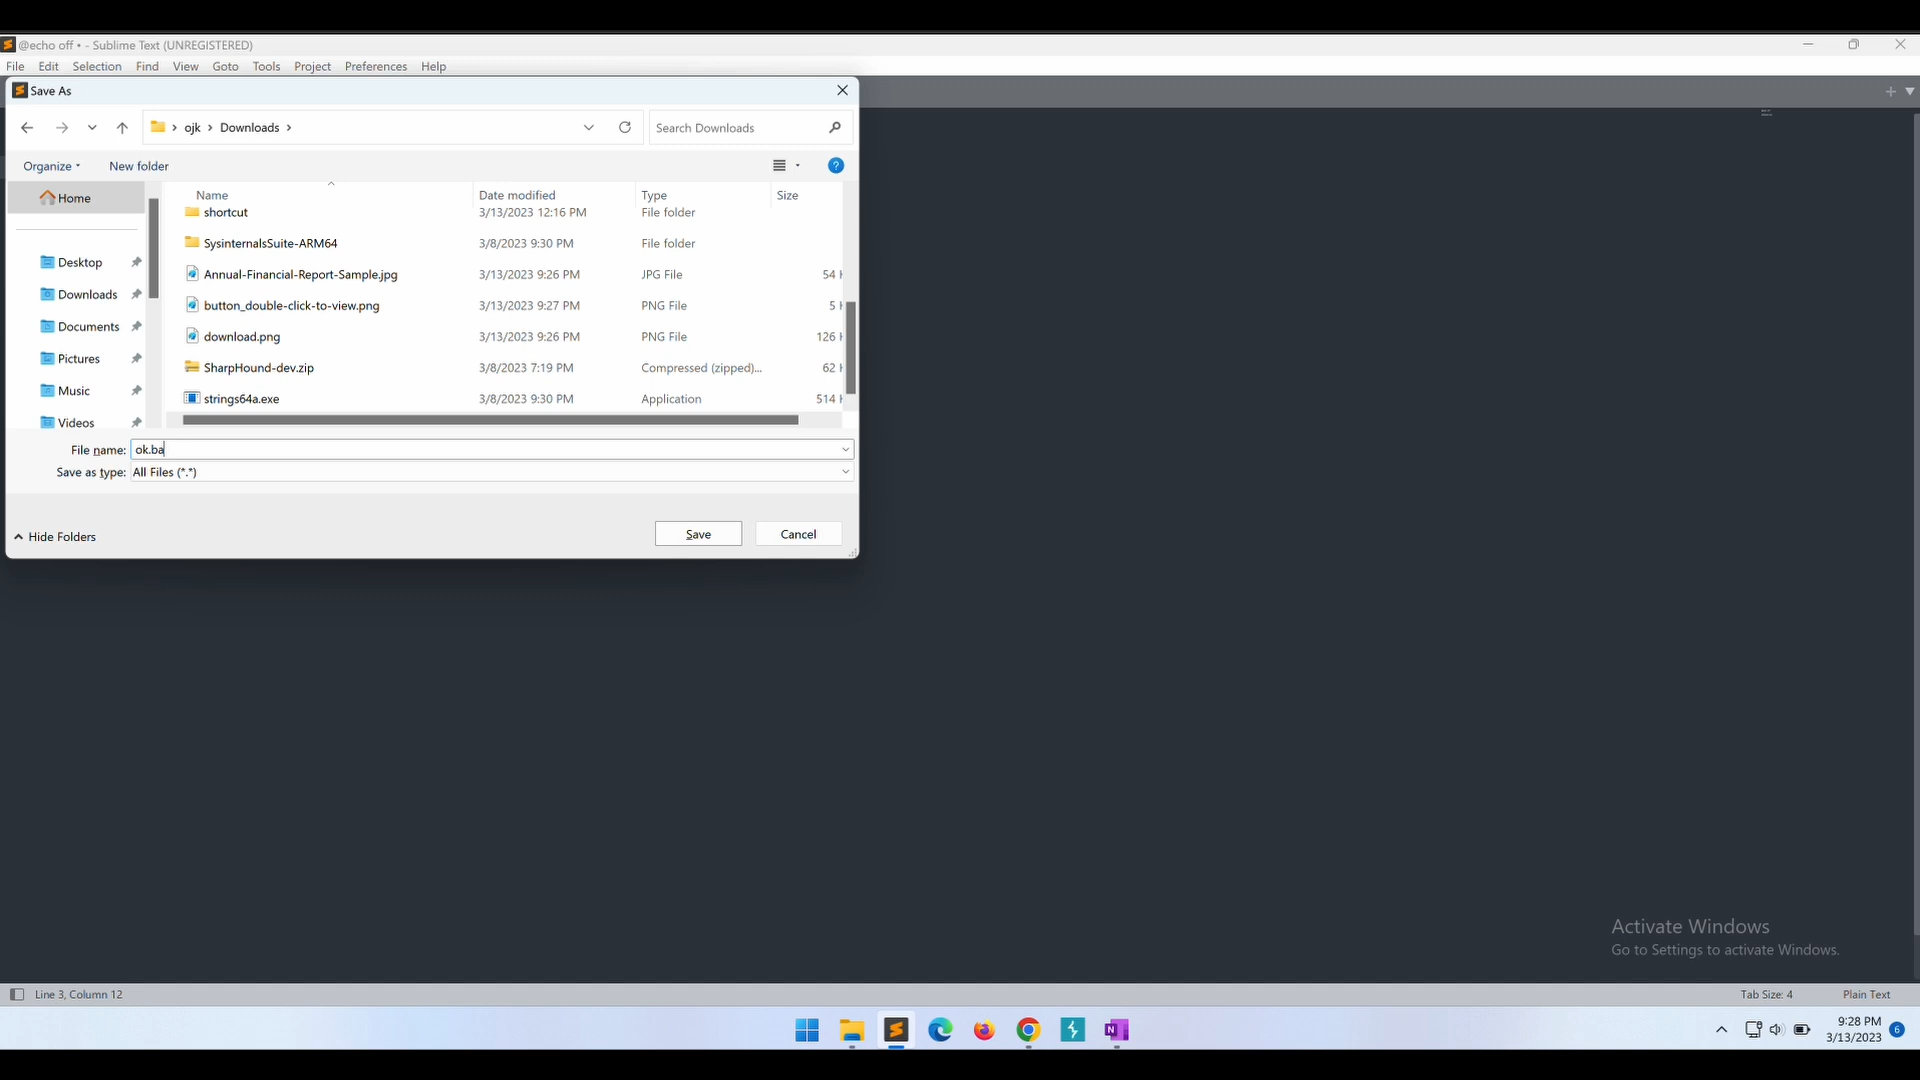 @echo off • - Sublime Text (UNREGISTERED)
File Edit Selection Find View Goto Tools Project Preferences Help
Save As
ojk > Downloads >
Search Downloads
Organize New folder
Name Date modified Type Size
Home
shortcut 3/13/2023 12:16 PM File folder
SysinternalsSuite-ARM64 3/8/2023 9:30 PM File folder
Desktop
Annual-Financial-Report-Sample.jpg 3/13/2023 9:26 PM JPG File 54
Downloads
button_double-click-to-view.png 3/13/2023 9:27 PM PNG File 5
Documents
download.png 3/13/2023 9:26 PM PNG File 126
Pictures
SharpHound-dev.zip 3/8/2023 7:19 PM Compressed (zipped)... 62
Music
strings64a.exe 3/8/2023 9:30 PM Application 514
Videos
File name: ok.ba
Save as type: All Files (*.*)
Hide Folders
Save Cancel
Activate Windows
Go to Settings to activate Windows.
Line 3, Column 12
Tab Size: 4 Plain Text
9:28 PM
3/13/2023
6